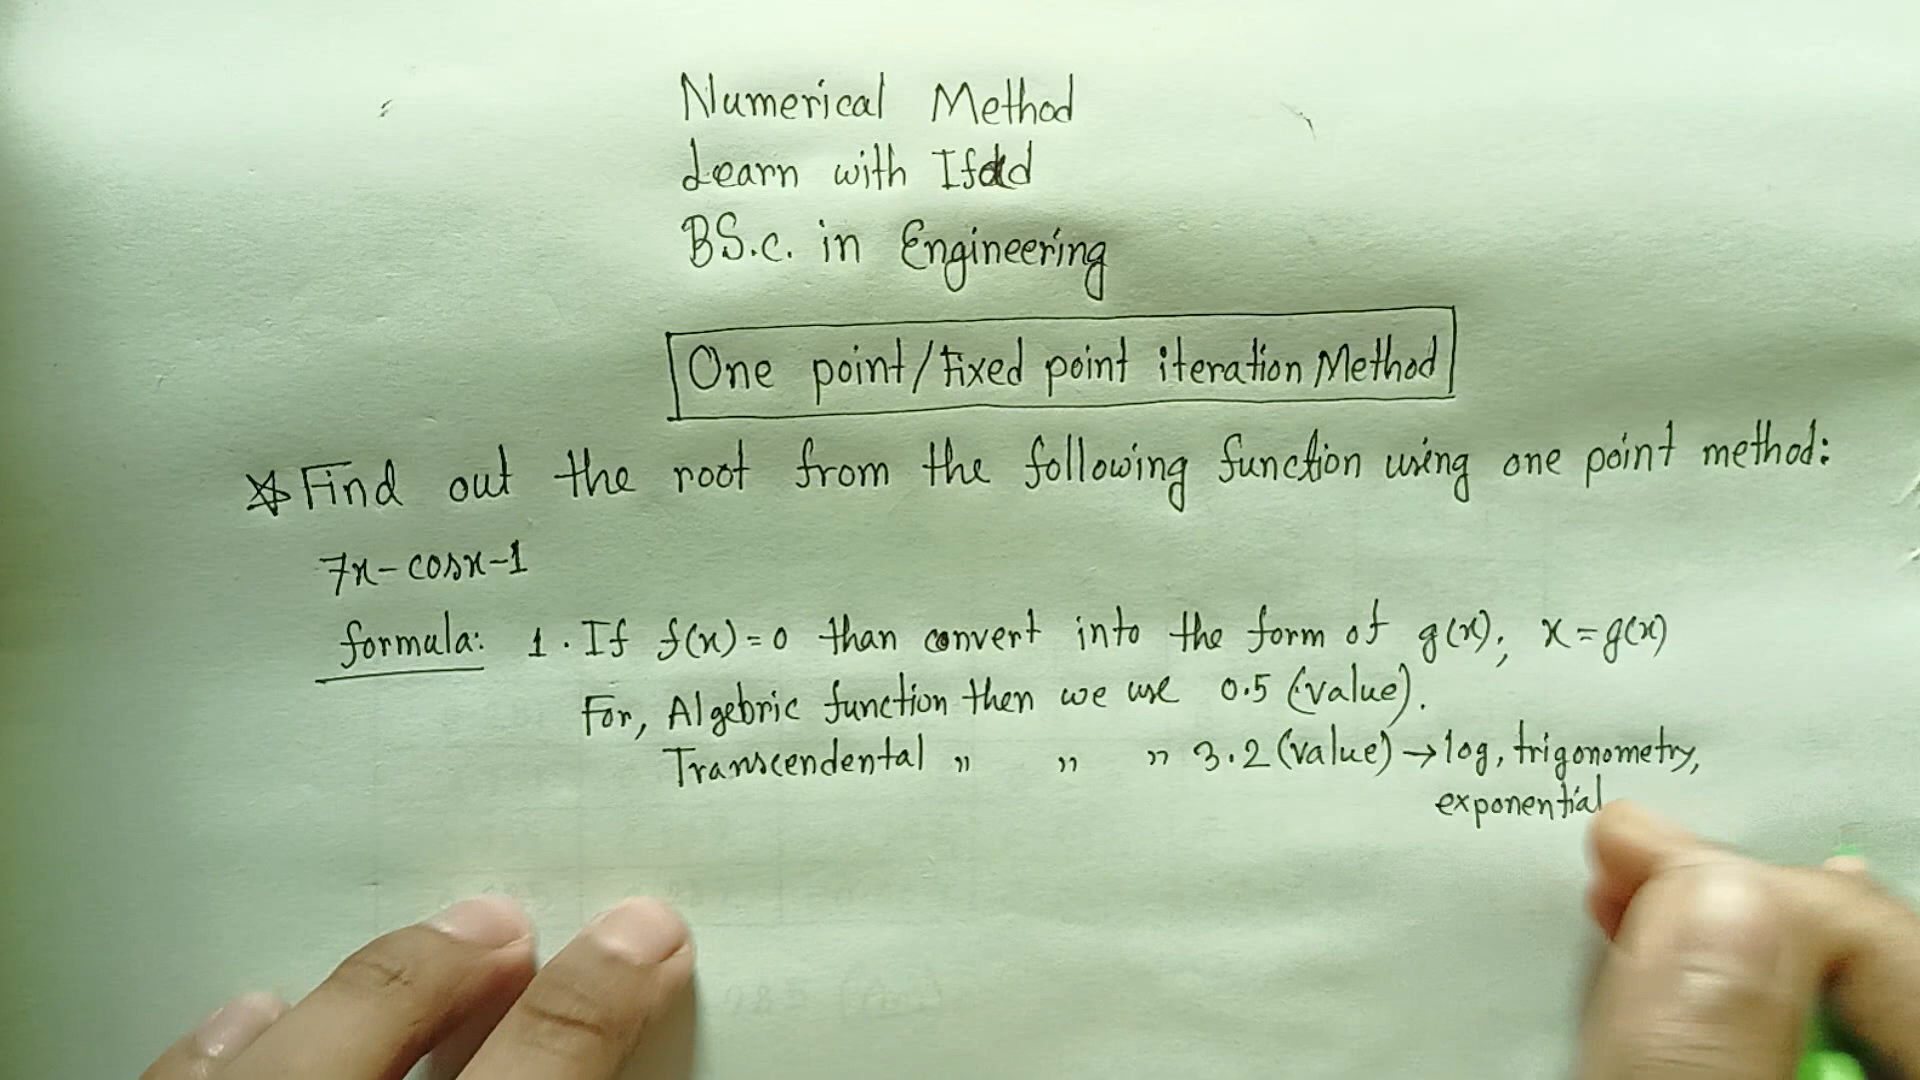 Numerical Method
Learn with Ifdad
BS.c. in Engineering
One point/Fixed point iteration Method
Find out the root from the following function using one point method:
7x-cosx-1
formula: 1. If f(x)=0 than convert into the form of g(x); x=g(x)
For, Algebric function then we use 0.5 (value).
Transcendental " " " 3.2 (value) → log, trigonometry,
exponential